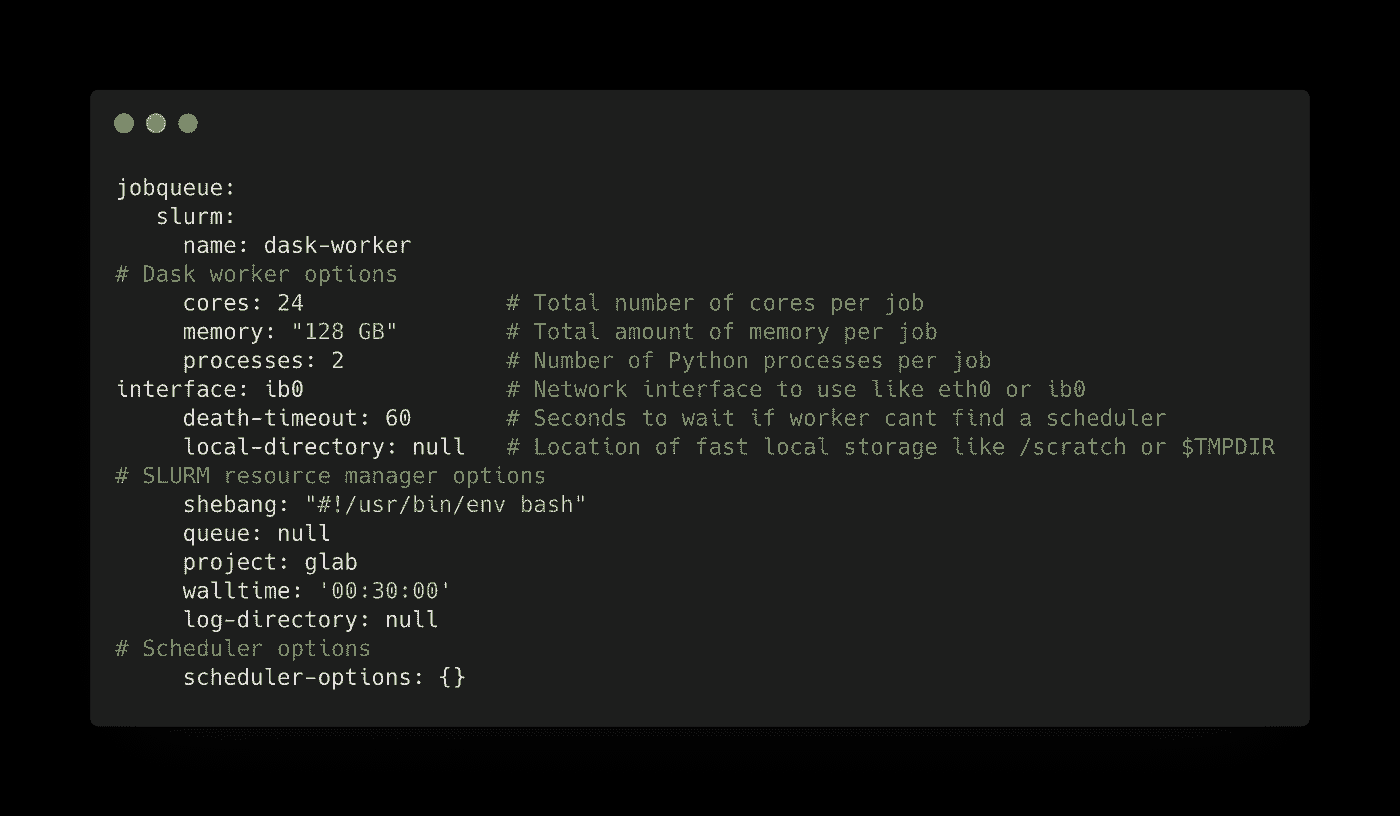 jobqueue:
   slurm:
     name: dask-worker
# Dask worker options
     cores: 24               # Total number of cores per job
     memory: "128 GB"        # Total amount of memory per job
     processes: 2            # Number of Python processes per job
interface: ib0               # Network interface to use like eth0 or ib0
     death-timeout: 60       # Seconds to wait if worker cant find a scheduler
     local-directory: null   # Location of fast local storage like /scratch or $TMPDIR
# SLURM resource manager options
     shebang: "#!/usr/bin/env bash"
     queue: null
     project: glab
     walltime: '00:30:00'
     log-directory: null
# Scheduler options
     scheduler-options: {}